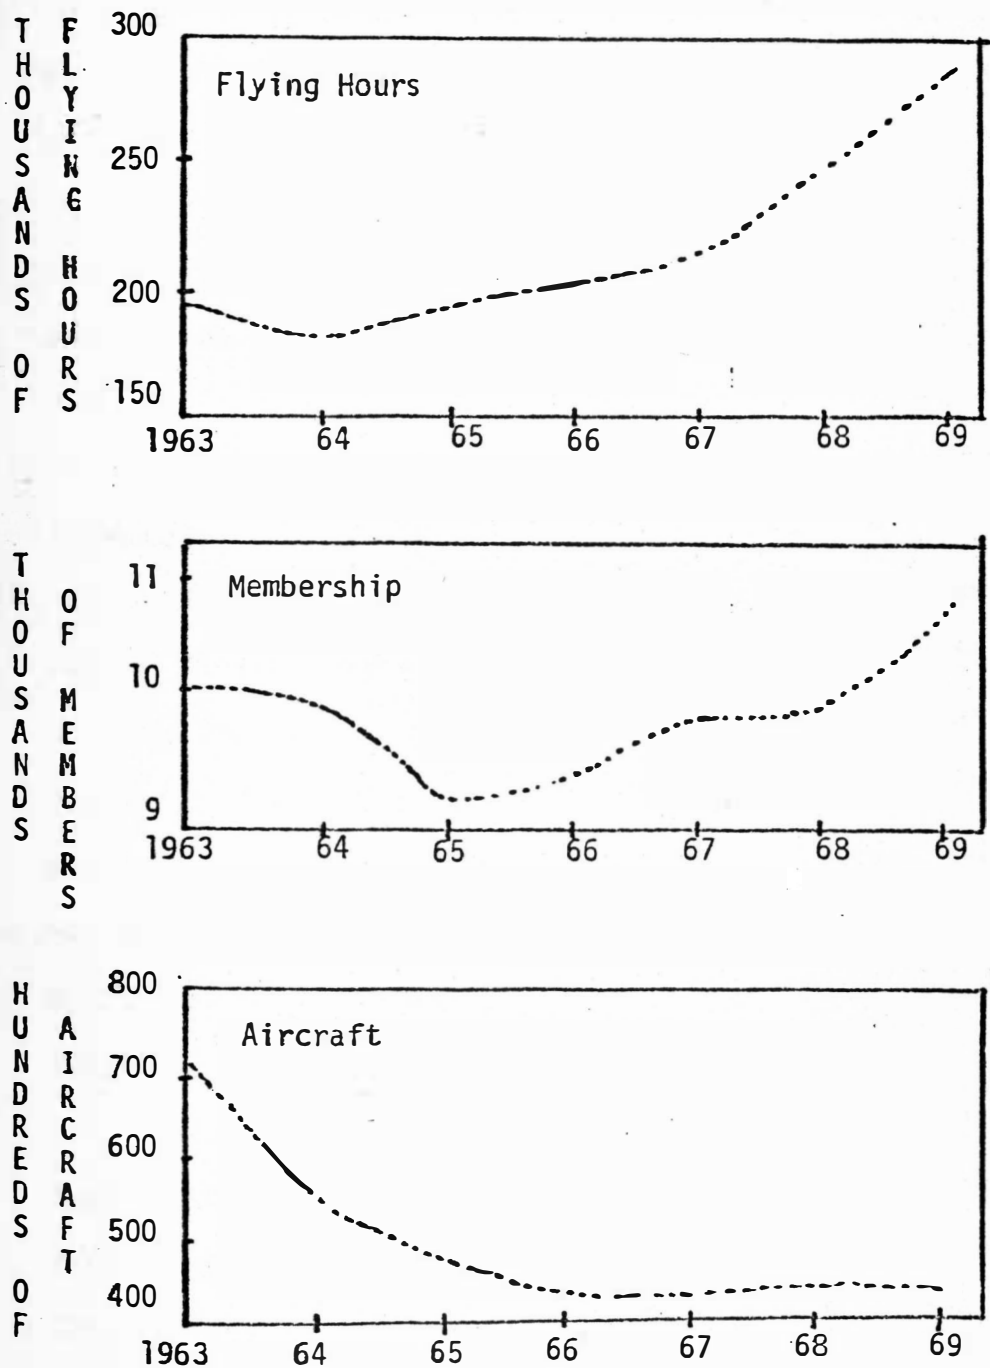 THOUSANDS OF
FLYING HOURS
300
250
200
150
Flying Hours
1963 64 65 66 67 68 69
THOUSANDS
OF MEMBERS
11
10
9
Membership
1963 64 65 66 67 68 69
HUNDREDS OF
AIRCRAFT
800
700
600
500
400
Aircraft
1963 64 65 66 67 68 69